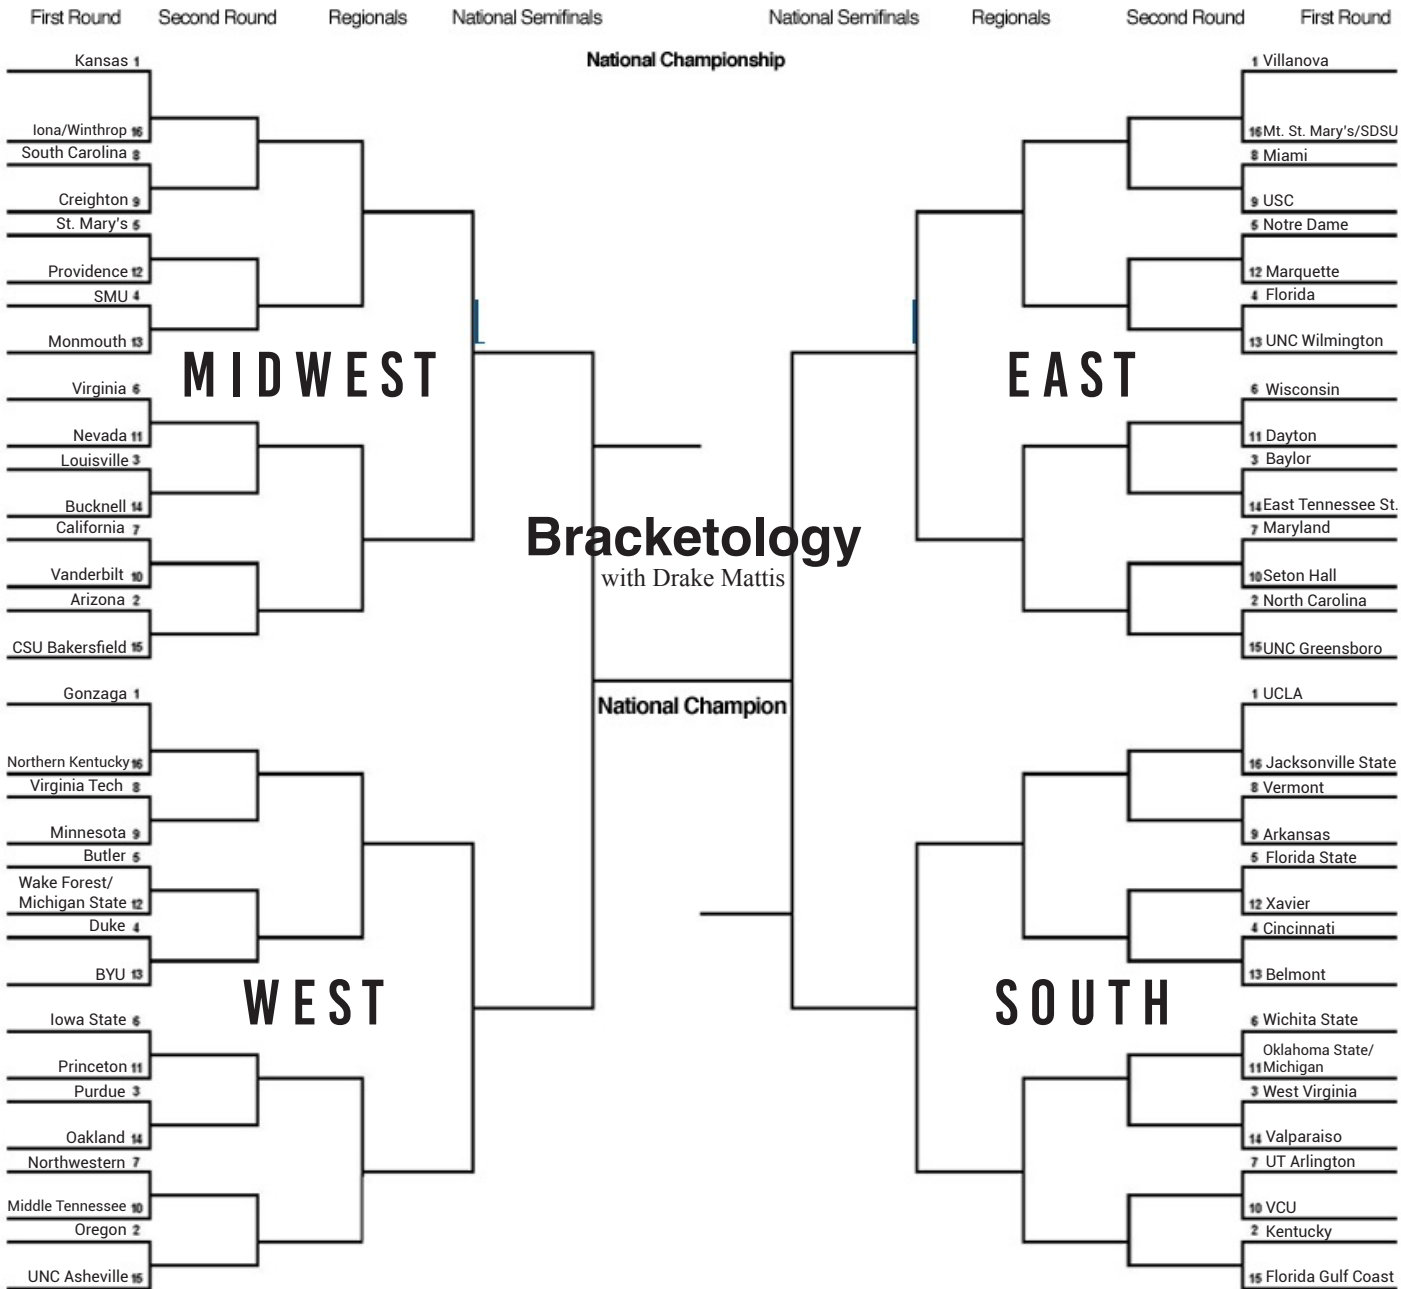 First Round Second Round Regionals National Semifinals National Semifinals Regionals Second Round First Round
National Championship
Kansas 1
Iona/Winthrop 16
South Carolina 8
Creighton 9
St. Mary's 5
Providence 12
SMU 4
Monmouth 13
MIDWEST
Virginia 6
Nevada 11
Louisville 3
Bucknell 14
California 7
Vanderbilt 10
Arizona 2
CSU Bakersfield 15
Gonzaga 1
Northern Kentucky 16
Virginia Tech 8
Minnesota 9
Butler 5
Wake Forest/
Michigan State 12
Duke 4
BYU 13
WEST
Iowa State 6
Princeton 11
Purdue 3
Oakland 14
Northwestern 7
Middle Tennessee 10
Oregon 2
UNC Asheville 15
Bracketology
with Drake Mattis
National Champion
1 Villanova
16 Mt. St. Mary's/SDSU
8 Miami
9 USC
5 Notre Dame
12 Marquette
4 Florida
13 UNC Wilmington
EAST
6 Wisconsin
11 Dayton
3 Baylor
14 East Tennessee St.
7 Maryland
10 Seton Hall
2 North Carolina
15 UNC Greensboro
1 UCLA
16 Jacksonville State
8 Vermont
9 Arkansas
5 Florida State
12 Xavier
4 Cincinnati
13 Belmont
SOUTH
6 Wichita State
Oklahoma State/
11 Michigan
3 West Virginia
14 Valparaiso
7 UT Arlington
10 VCU
2 Kentucky
15 Florida Gulf Coast